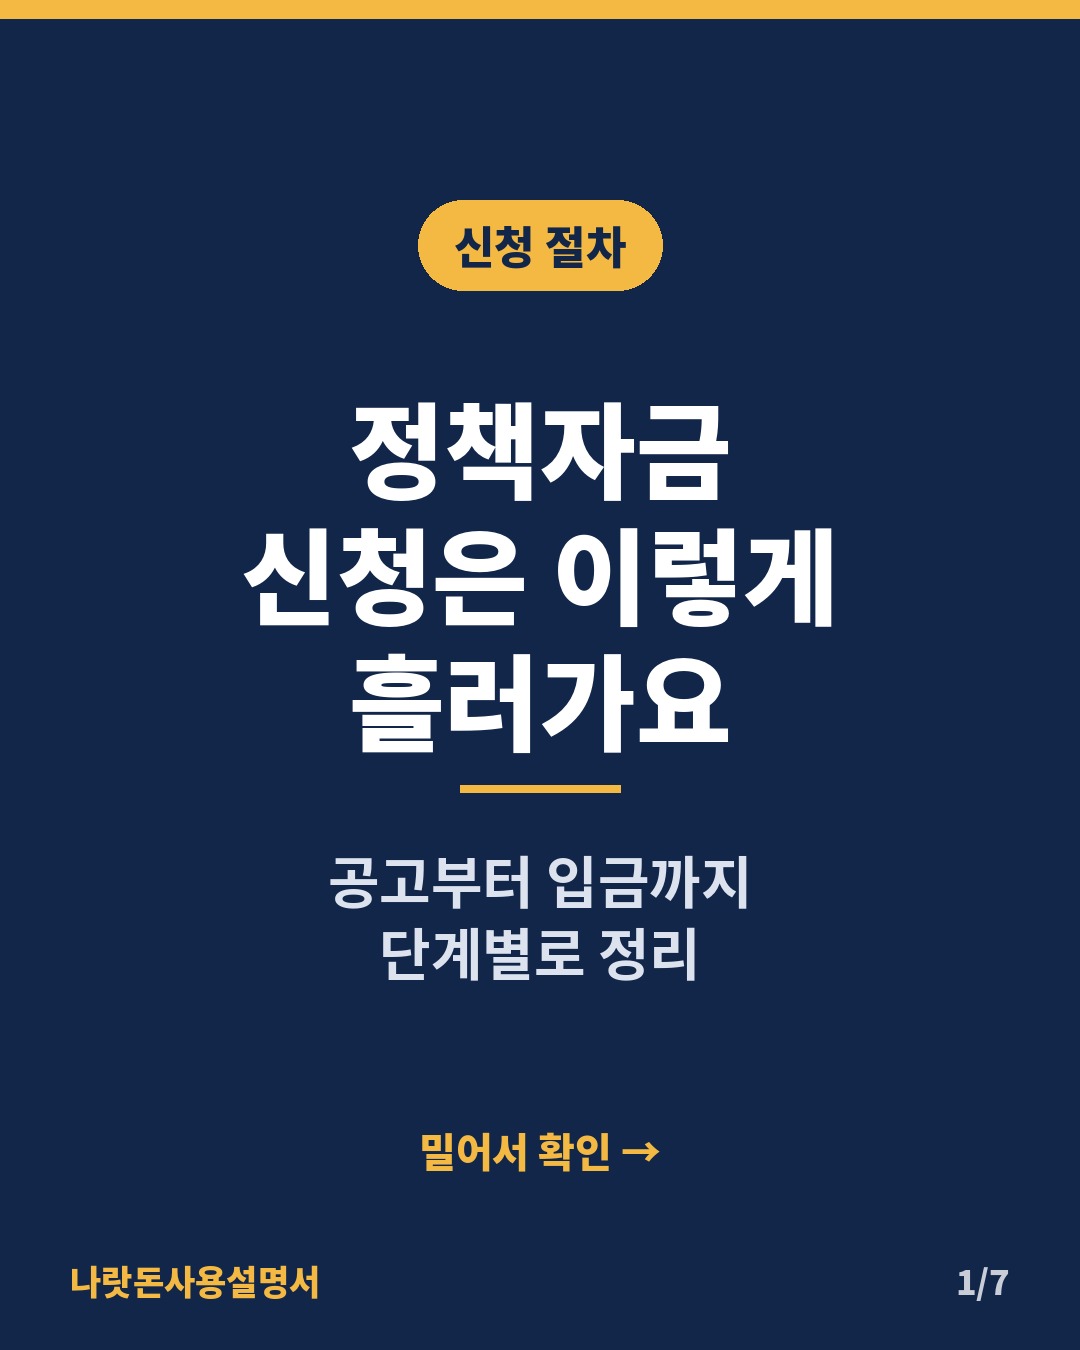 신청 절차
정책자금
신청은 이렇게
흘러가요
공고부터 입금까지
단계별로 정리
밀어서 확인 →
나랏돈사용설명서
1/7